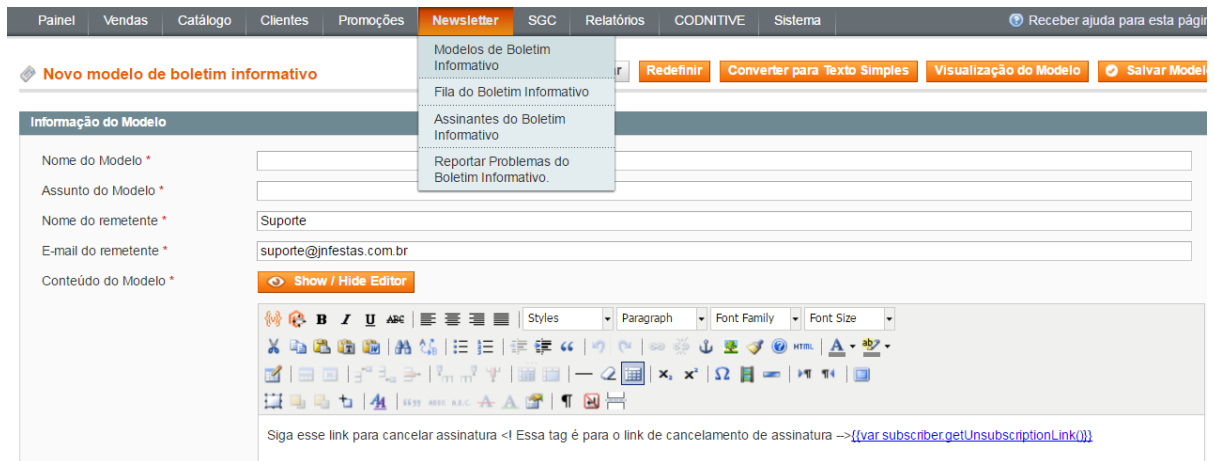 Painel Vendas Catálogo Clientes Promoções Newsletter SGC Relatórios CODNITIVE Sistema Receber ajuda para esta págin
Modelos de Boletim
Informativo
Fila do Boletim Informativo
Assinantes do Boletim
Informativo
Reportar Problemas do
Boletim Informativo.
Novo modelo de boletim informativo
r Redefinir Converter para Texto Simples Visualização do Modelo Salvar Model
Informação do Modelo
Nome do Modelo *
Assunto do Modelo *
Nome do remetente * Suporte
E-mail do remetente * suporte@jnfestas.com.br
Conteúdo do Modelo * Show / Hide Editor
B I U ABC Styles Paragraph Font Family Font Size
HTML A ab
Siga esse link para cancelar assinatura <! Essa tag é para o link de cancelamento de assinatura -->{{var subscriber.getUnsubscriptionLink()}}